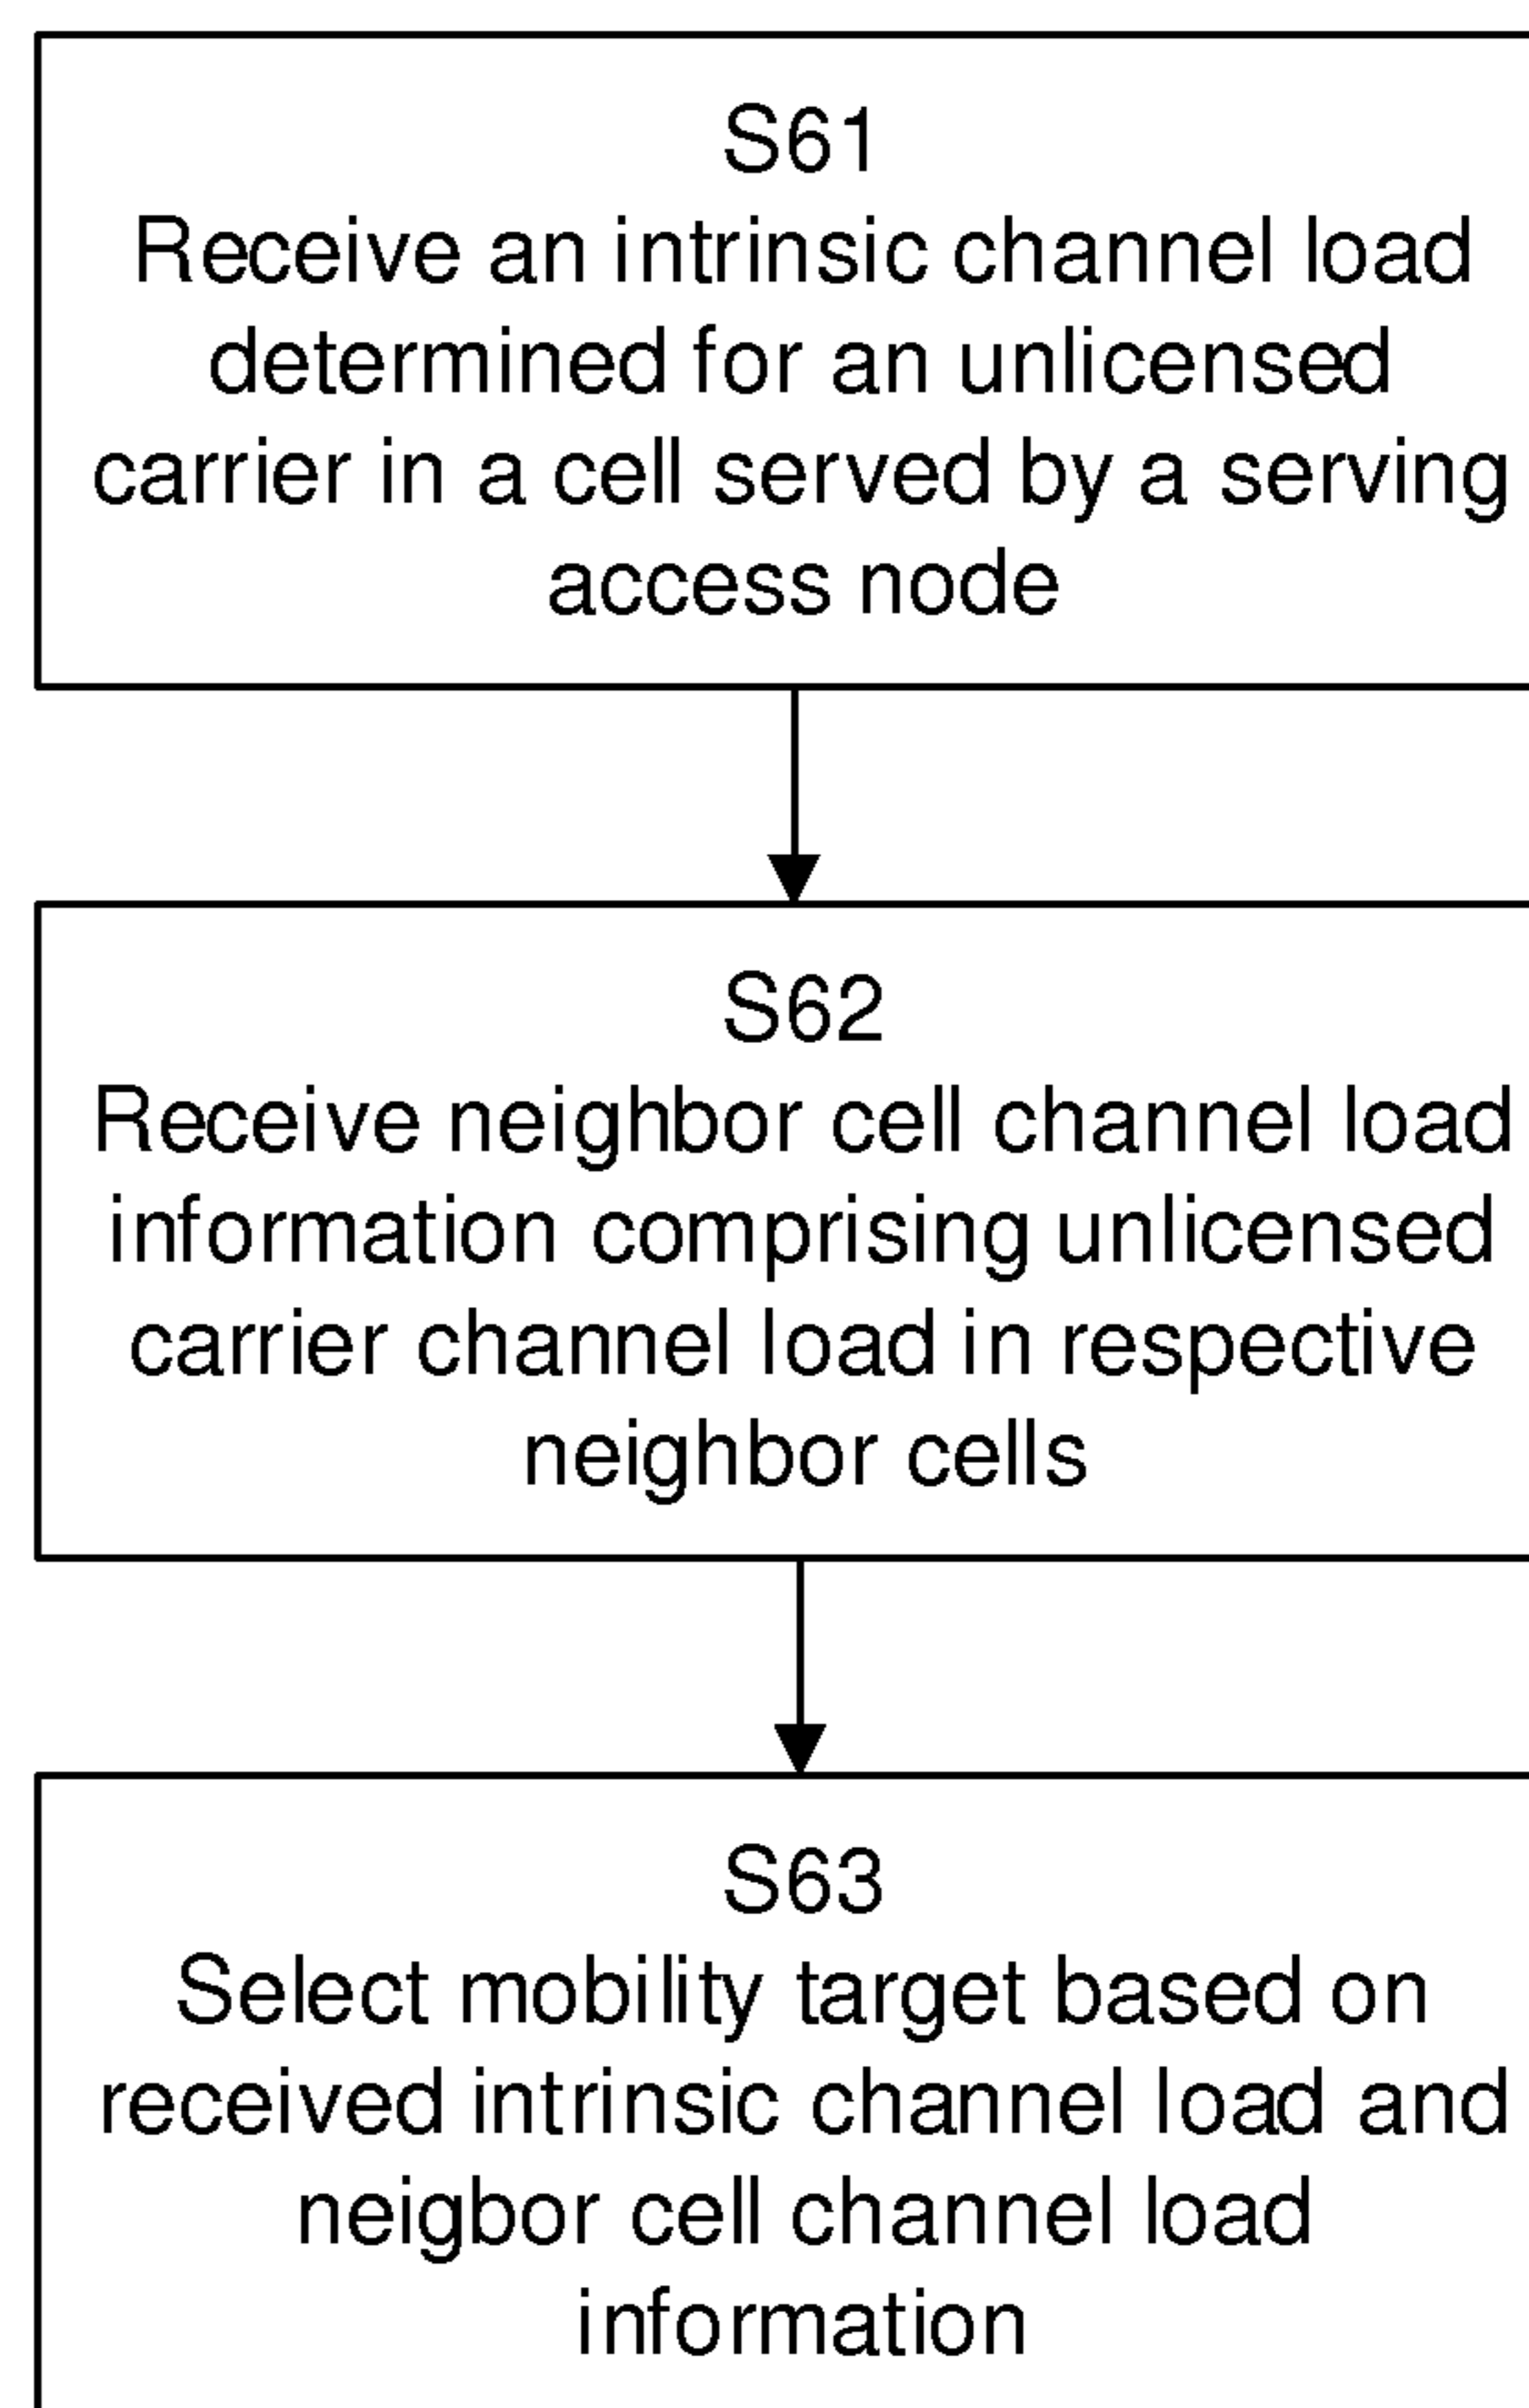 S61
Receive an intrinsic channel load
determined for an unlicensed
carrier in a cell served by a serving
access node
S62
Receive neighbor cell channel load
information comprising unlicensed
carrier channel load in respective
neighbor cells
S63
Select mobility target based on
received intrinsic channel load and
neigbor cell channel load
information